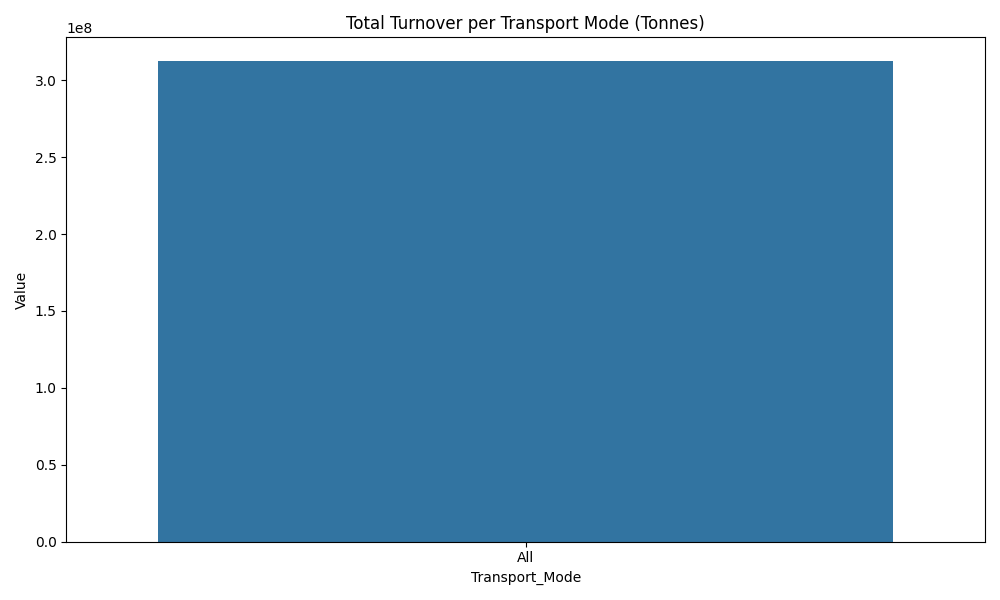 Total Turnover per Transport Mode (Tonnes)
1e8
3.0
2.5
2.0
1.5
1.0
0.5
0.0
Value
All
Transport_Mode